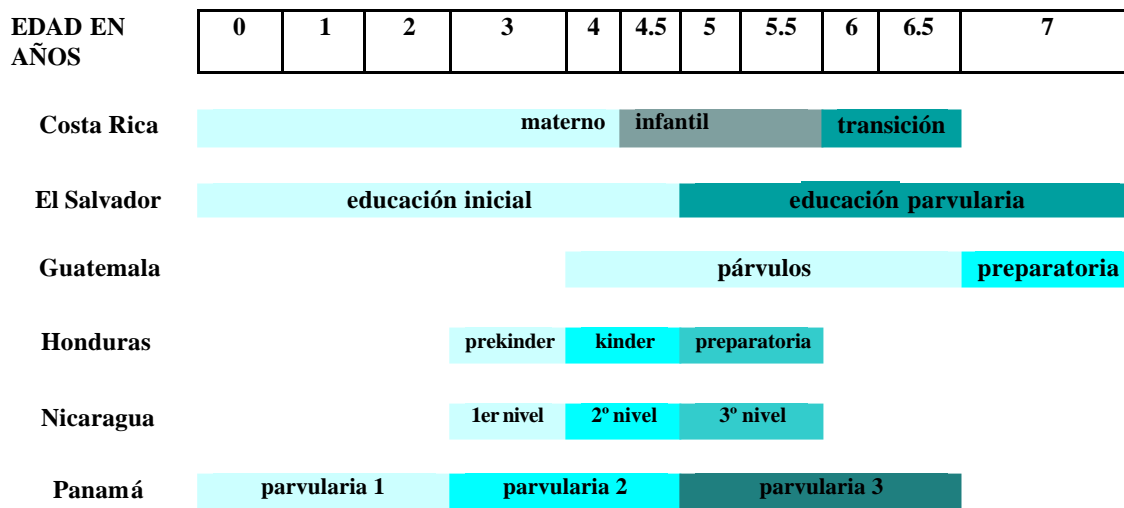 EDAD EN AÑOS 0 1 2 3 4 4.5 5 5.5 6 6.5 7
Costa Rica materno infantil transición
El Salvador educación inicial educación parvularia
Guatemala párvulos preparatoria
Honduras prekinder kinder preparatoria
Nicaragua 1er nivel 2º nivel 3º nivel
Panamá parvularia 1 parvularia 2 parvularia 3